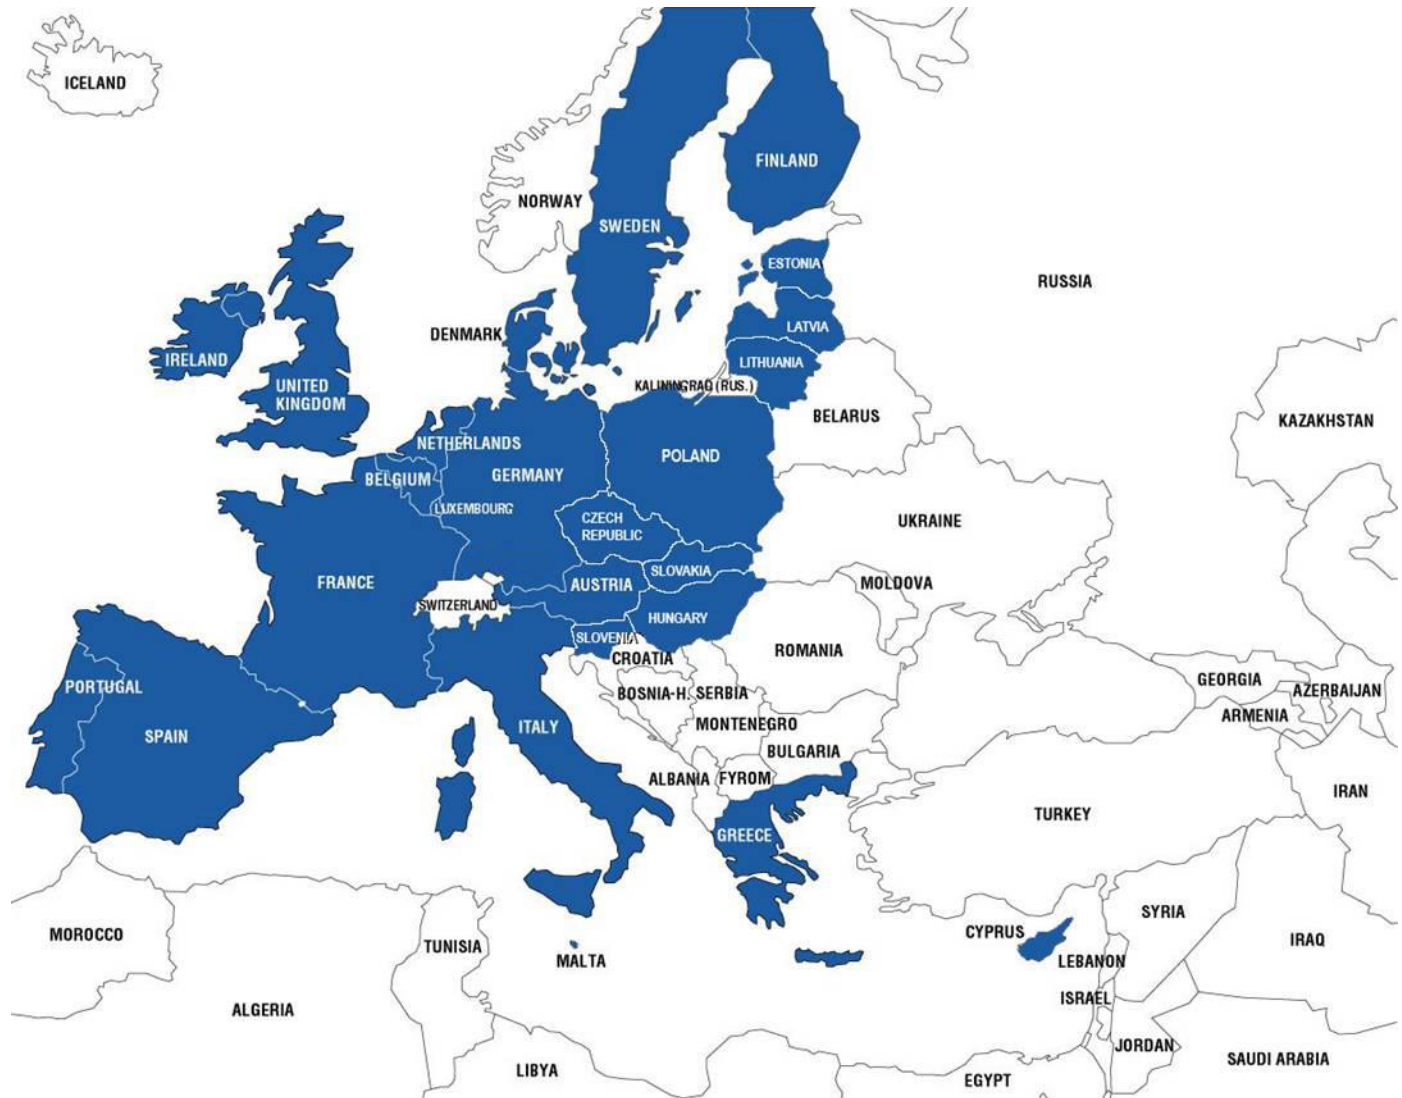 ICELAND
FINLAND
NORWAY
SWEDEN
ESTONIA
RUSSIA
DENMARK
LATVIA
IRELAND
LITHUANIA
UNITED
KINGDOM
KALININGRAD (RUS.)
BELARUS
KAZAKHSTAN
NETHERLANDS
POLAND
BELGIUM
GERMANY
LUXEMBOURG
CZECH
REPUBLIC
UKRAINE
SLOVAKIA
FRANCE
AUSTRIA
MOLDOVA
SWITZERLAND
HUNGARY
SLOVENIA
CROATIA
ROMANIA
GEORGIA
PORTUGAL
BOSNIA-H.
SERBIA
AZERBAIJAN
ARMENIA
MONTENEGRO
ITALY
SPAIN
BULGARIA
ALBANIA
FYROM
IRAN
TURKEY
GREECE
SYRIA
MOROCCO
CYPRUS
IRAQ
TUNISIA
MALTA
LEBANON
ISRAEL
ALGERIA
JORDAN
SAUDI ARABIA
LIBYA
EGYPT